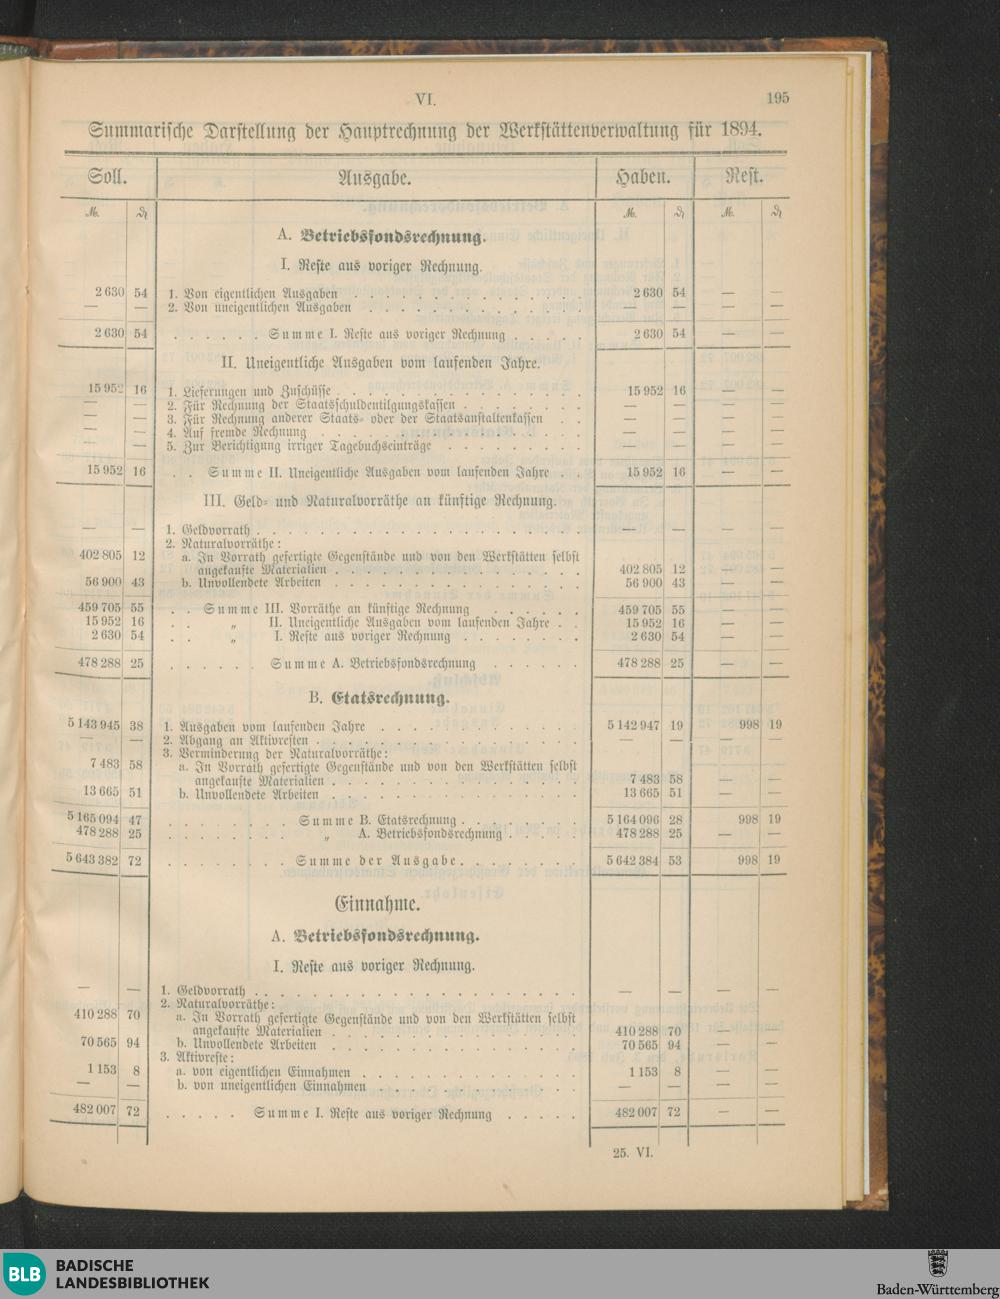 VI.
195
Summarische Darstellung der Hauptrechnung der Werkstättenverwaltung für 1894.
Soll. Ausgabe. Haben. Rest.
M. ₰ M. ₰ M. ₰
A. Betriebsfondsrechnung.
I. Reste aus voriger Rechnung.
2 630 54 1. Von eigentlichen Ausgaben . . . 2 630 54 — —
— — 2. Von uneigentlichen Ausgaben . . . — — — —
2 630 54 . . . Summe I. Reste aus voriger Rechnung . . . 2 630 54 — —
II. Uneigentliche Ausgaben vom laufenden Jahre.
15 952 16 1. Lieferungen und Zuschüsse . . . 15 952 16 — —
— — 2. Für Rechnung der Staatsschuldentilgungskassen . . . — — — —
— — 3. Für Rechnung anderer Staats- oder der Staatsanstaltenkassen . . — — — —
— — 4. Auf fremde Rechnung . . . — — — —
— — 5. Zur Berichtigung irriger Tagebuchseinträge . . . — — — —
15 952 16 . . Summe II. Uneigentliche Ausgaben vom laufenden Jahre . . 15 952 16 — —
III. Geld- und Naturalvorräthe an künftige Rechnung.
— — 1. Geldvorrath . . . — — — —
2. Naturalvorräthe:
402 805 12 a. In Vorrath gefertigte Gegenstände und von den Werkstätten selbst
angekaufte Materialien . . . 402 805 12 — —
56 900 43 b. Unvollendete Arbeiten . . . 56 900 43 — —
459 705 55 . . Summe III. Vorräthe an künftige Rechnung . . . 459 705 55 — —
15 952 16 . . „ II. Uneigentliche Ausgaben vom laufenden Jahre . . 15 952 16 — —
2 630 54 . . „ I. Reste aus voriger Rechnung . . . 2 630 54 — —
478 288 25 . . . Summe A. Betriebsfondsrechnung . . . 478 288 25 — —
B. Etatsrechnung.
5 143 945 38 1. Ausgaben vom laufenden Jahre . . . 5 142 947 19 998 19
— — 2. Abgang an Aktivresten . . . — — — —
3. Verminderung der Naturalvorräthe:
7 483 58 a. In Vorrath gefertigte Gegenstände und von den Werkstätten selbst
angekaufte Materialien . . . 7 483 58 — —
13 665 51 b. Unvollendete Arbeiten . . . 13 665 51 — —
5 165 094 47 . . . Summe B. Etatsrechnung . . . 5 164 096 28 998 19
478 288 25 . . . „ A. Betriebsfondsrechnung . . . 478 288 25 — —
5 643 382 72 . . . Summe der Ausgabe . . . 5 642 384 53 998 19
Einnahme.
A. Betriebsfondsrechnung.
I. Reste aus voriger Rechnung.
— — 1. Geldvorrath . . . — — — —
2. Naturalvorräthe:
410 288 70 a. In Vorrath gefertigte Gegenstände und von den Werkstätten selbst
angekaufte Materialien . . . 410 288 70 — —
70 565 94 b. Unvollendete Arbeiten . . . 70 565 94 — —
3. Aktivreste:
1 153 8 a. von eigentlichen Einnahmen . . . 1 153 8 — —
— — b. von uneigentlichen Einnahmen . . . — — — —
482 007 72 . . . Summe I. Reste aus voriger Rechnung . . . 482 007 72 — —
25. VI.
BLB BADISCHE
LANDESBIBLIOTHEK
Baden-Württemberg